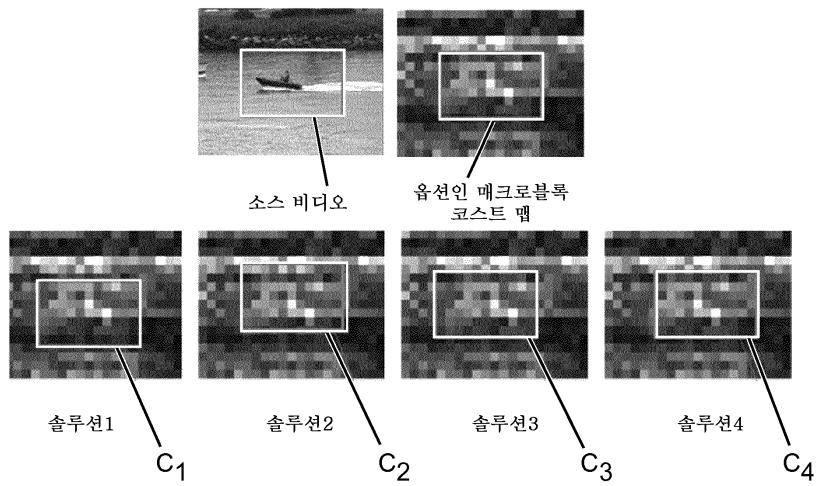 소스 비디오
옵션인 매크로블록
코스트 맵
솔루션1
솔루션2
솔루션3
솔루션4
C1
C2
C3
C4